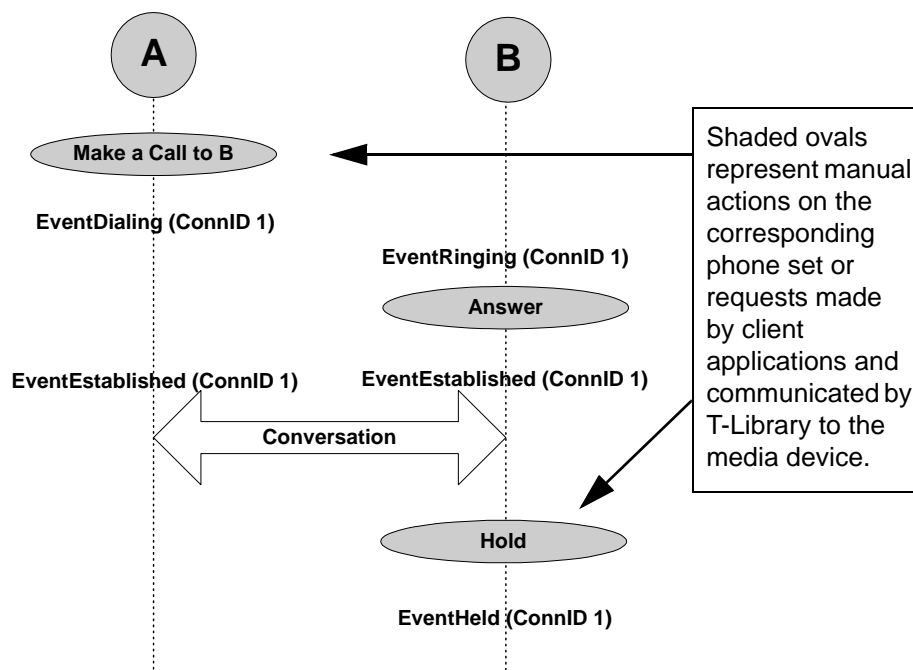 A
B
Make a Call to B
EventDialing (ConnID 1)
EventRinging (ConnID 1)
Answer
EventEstablished (ConnID 1)
EventEstablished (ConnID 1)
Conversation
Hold
EventHeld (ConnID 1)
Shaded ovals
represent manual
actions on the
corresponding
phone set or
requests made
by client
applications and
communicated by
T-Library to the
media device.